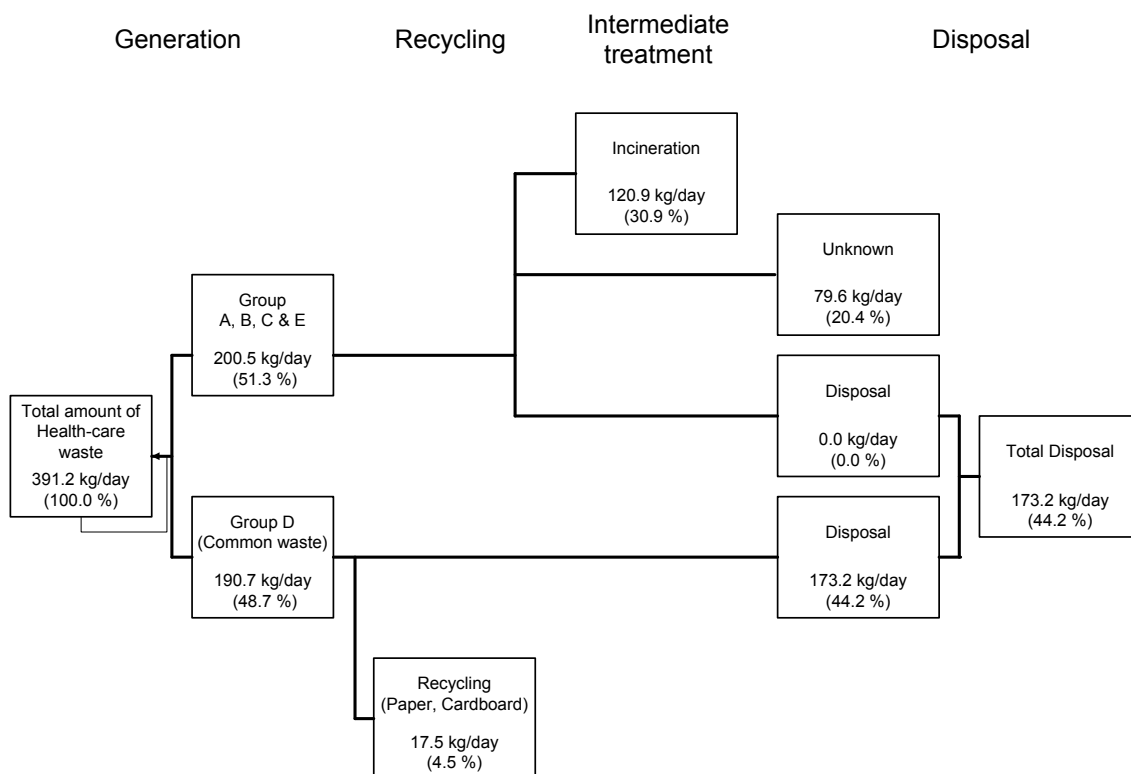 Generation
Recycling
Intermediate
treatment
Disposal
Incineration
120.9 kg/day
(30.9 %)
Unknown
79.6 kg/day
(20.4 %)
Group
A, B, C & E
200.5 kg/day
(51.3 %)
Disposal
0.0 kg/day
(0.0 %)
Total amount of
Health-care
waste
391.2 kg/day
(100.0 %)
Total Disposal
173.2 kg/day
(44.2 %)
Group D
(Common waste)
190.7 kg/day
(48.7 %)
Disposal
173.2 kg/day
(44.2 %)
Recycling
(Paper, Cardboard)
17.5 kg/day
(4.5 %)